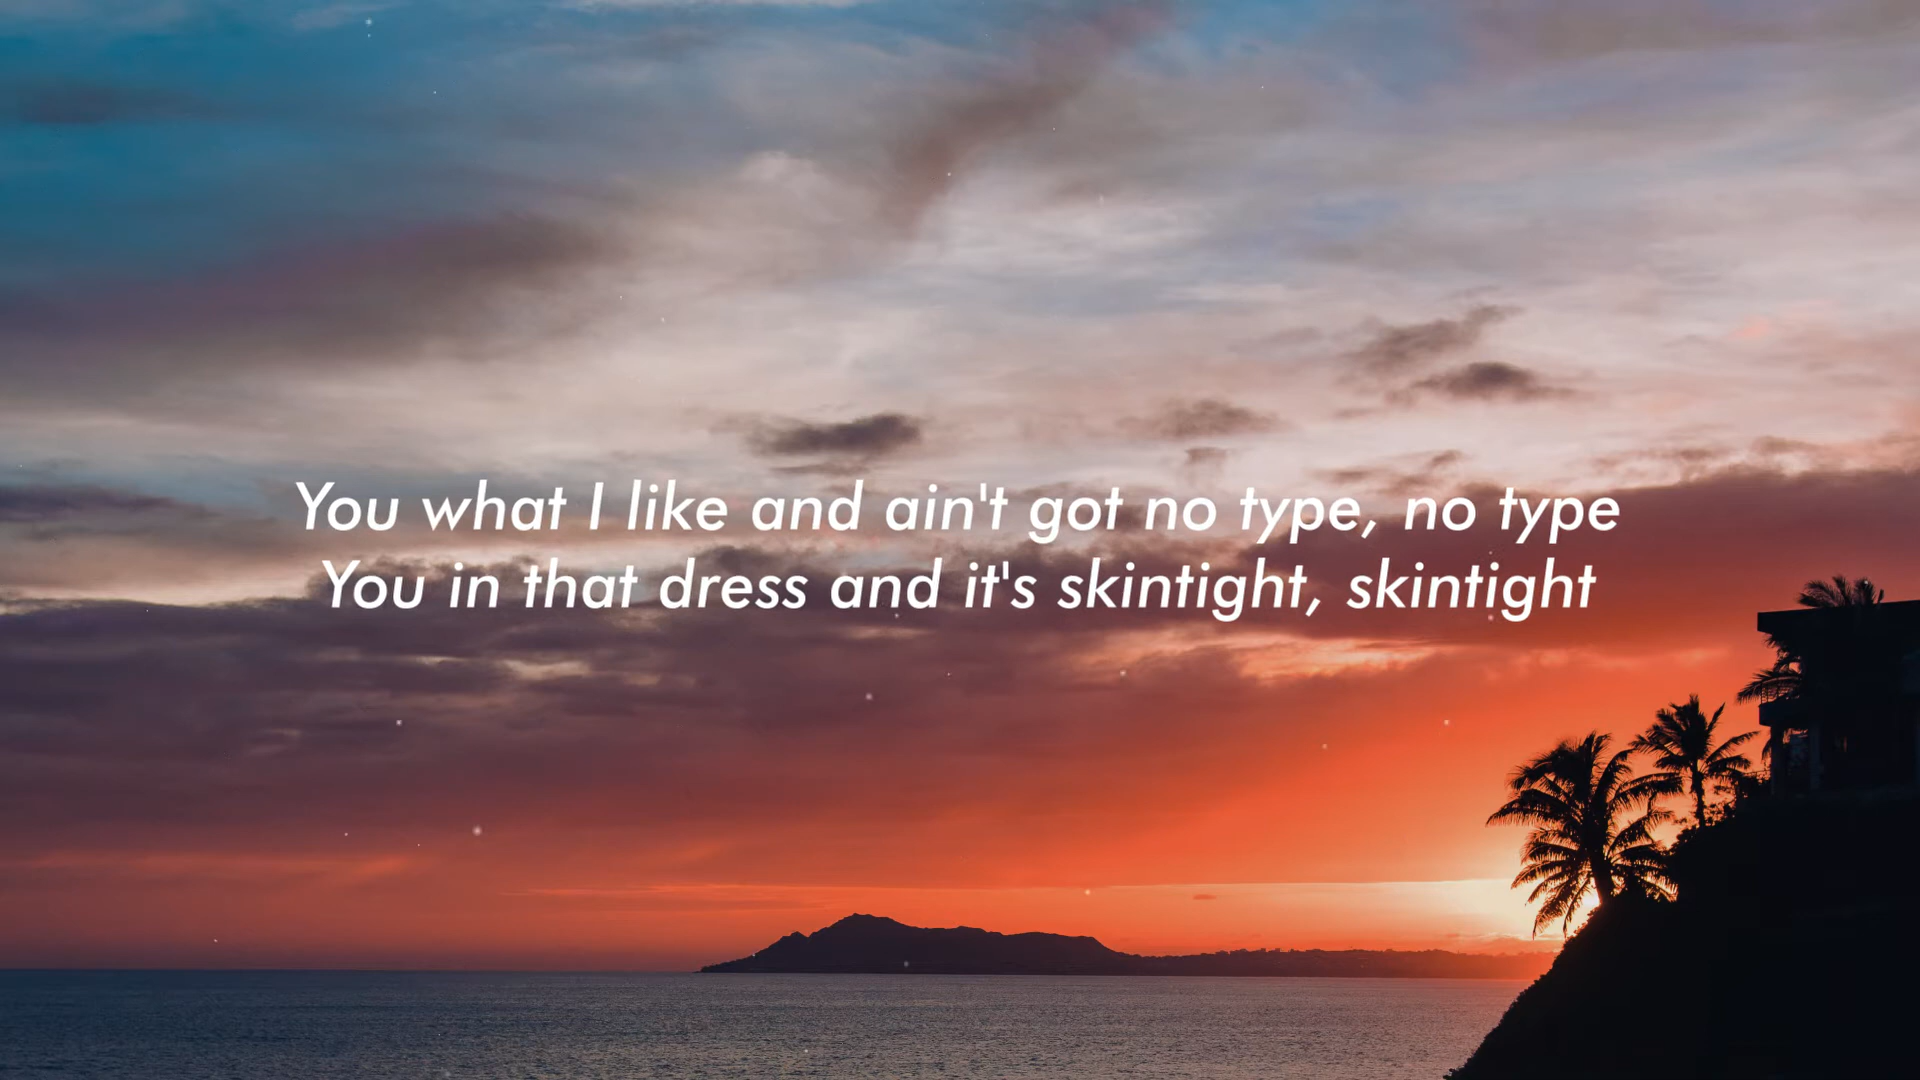 You what I like and ain't got no type, no type
You in that dress and it's skintight, skintight